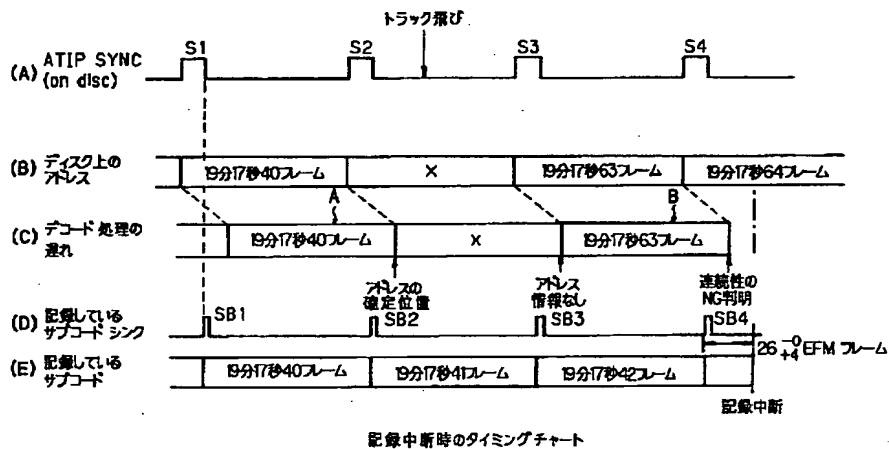 トラック飛び
S1 S2 S3 S4
(A) ATIP SYNC
(on disc)
(B) ディスク上の
アドレス
19分17秒40フレーム × 19分17秒63フレーム 19分17秒64フレーム
A B
(C) デコード処理の
遅れ
19分17秒40フレーム × 19分17秒63フレーム
アドレスの
確定位置
アドレス
情報なし
連続性の
NG判明
(D) 記録している
サブコード シンク
SB1 SB2 SB3 SB4
26 −0 +4 EFMフレーム
(E) 記録している
サブコード
19分17秒40フレーム 19分17秒41フレーム 19分17秒42フレーム
記録中断
記録中断時のタイミングチャート